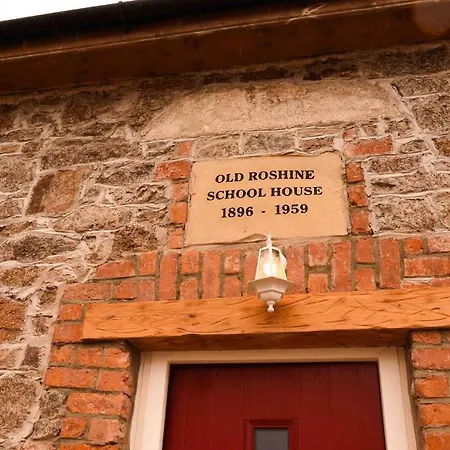 OLD ROSHINE
SCHOOL HOUSE
1896 - 1959